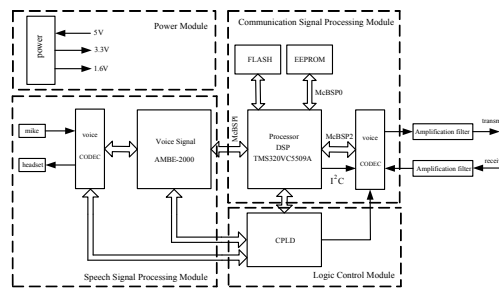 Power Module
power
5V
3.3V
1.6V
Communication Signal Processing Module
FLASH
EEPROM
McBSP0
mike
headset
voice
CODEC
Voice Signal
AMBE-2000
McBSP1
Processor
DSP
TMS320VC5509A
McBSP2
I²C
voice
CODEC
Amplification filter
transm
Amplification filter
receiv
CPLD
Speech Signal Processing Module
Logic Control Module